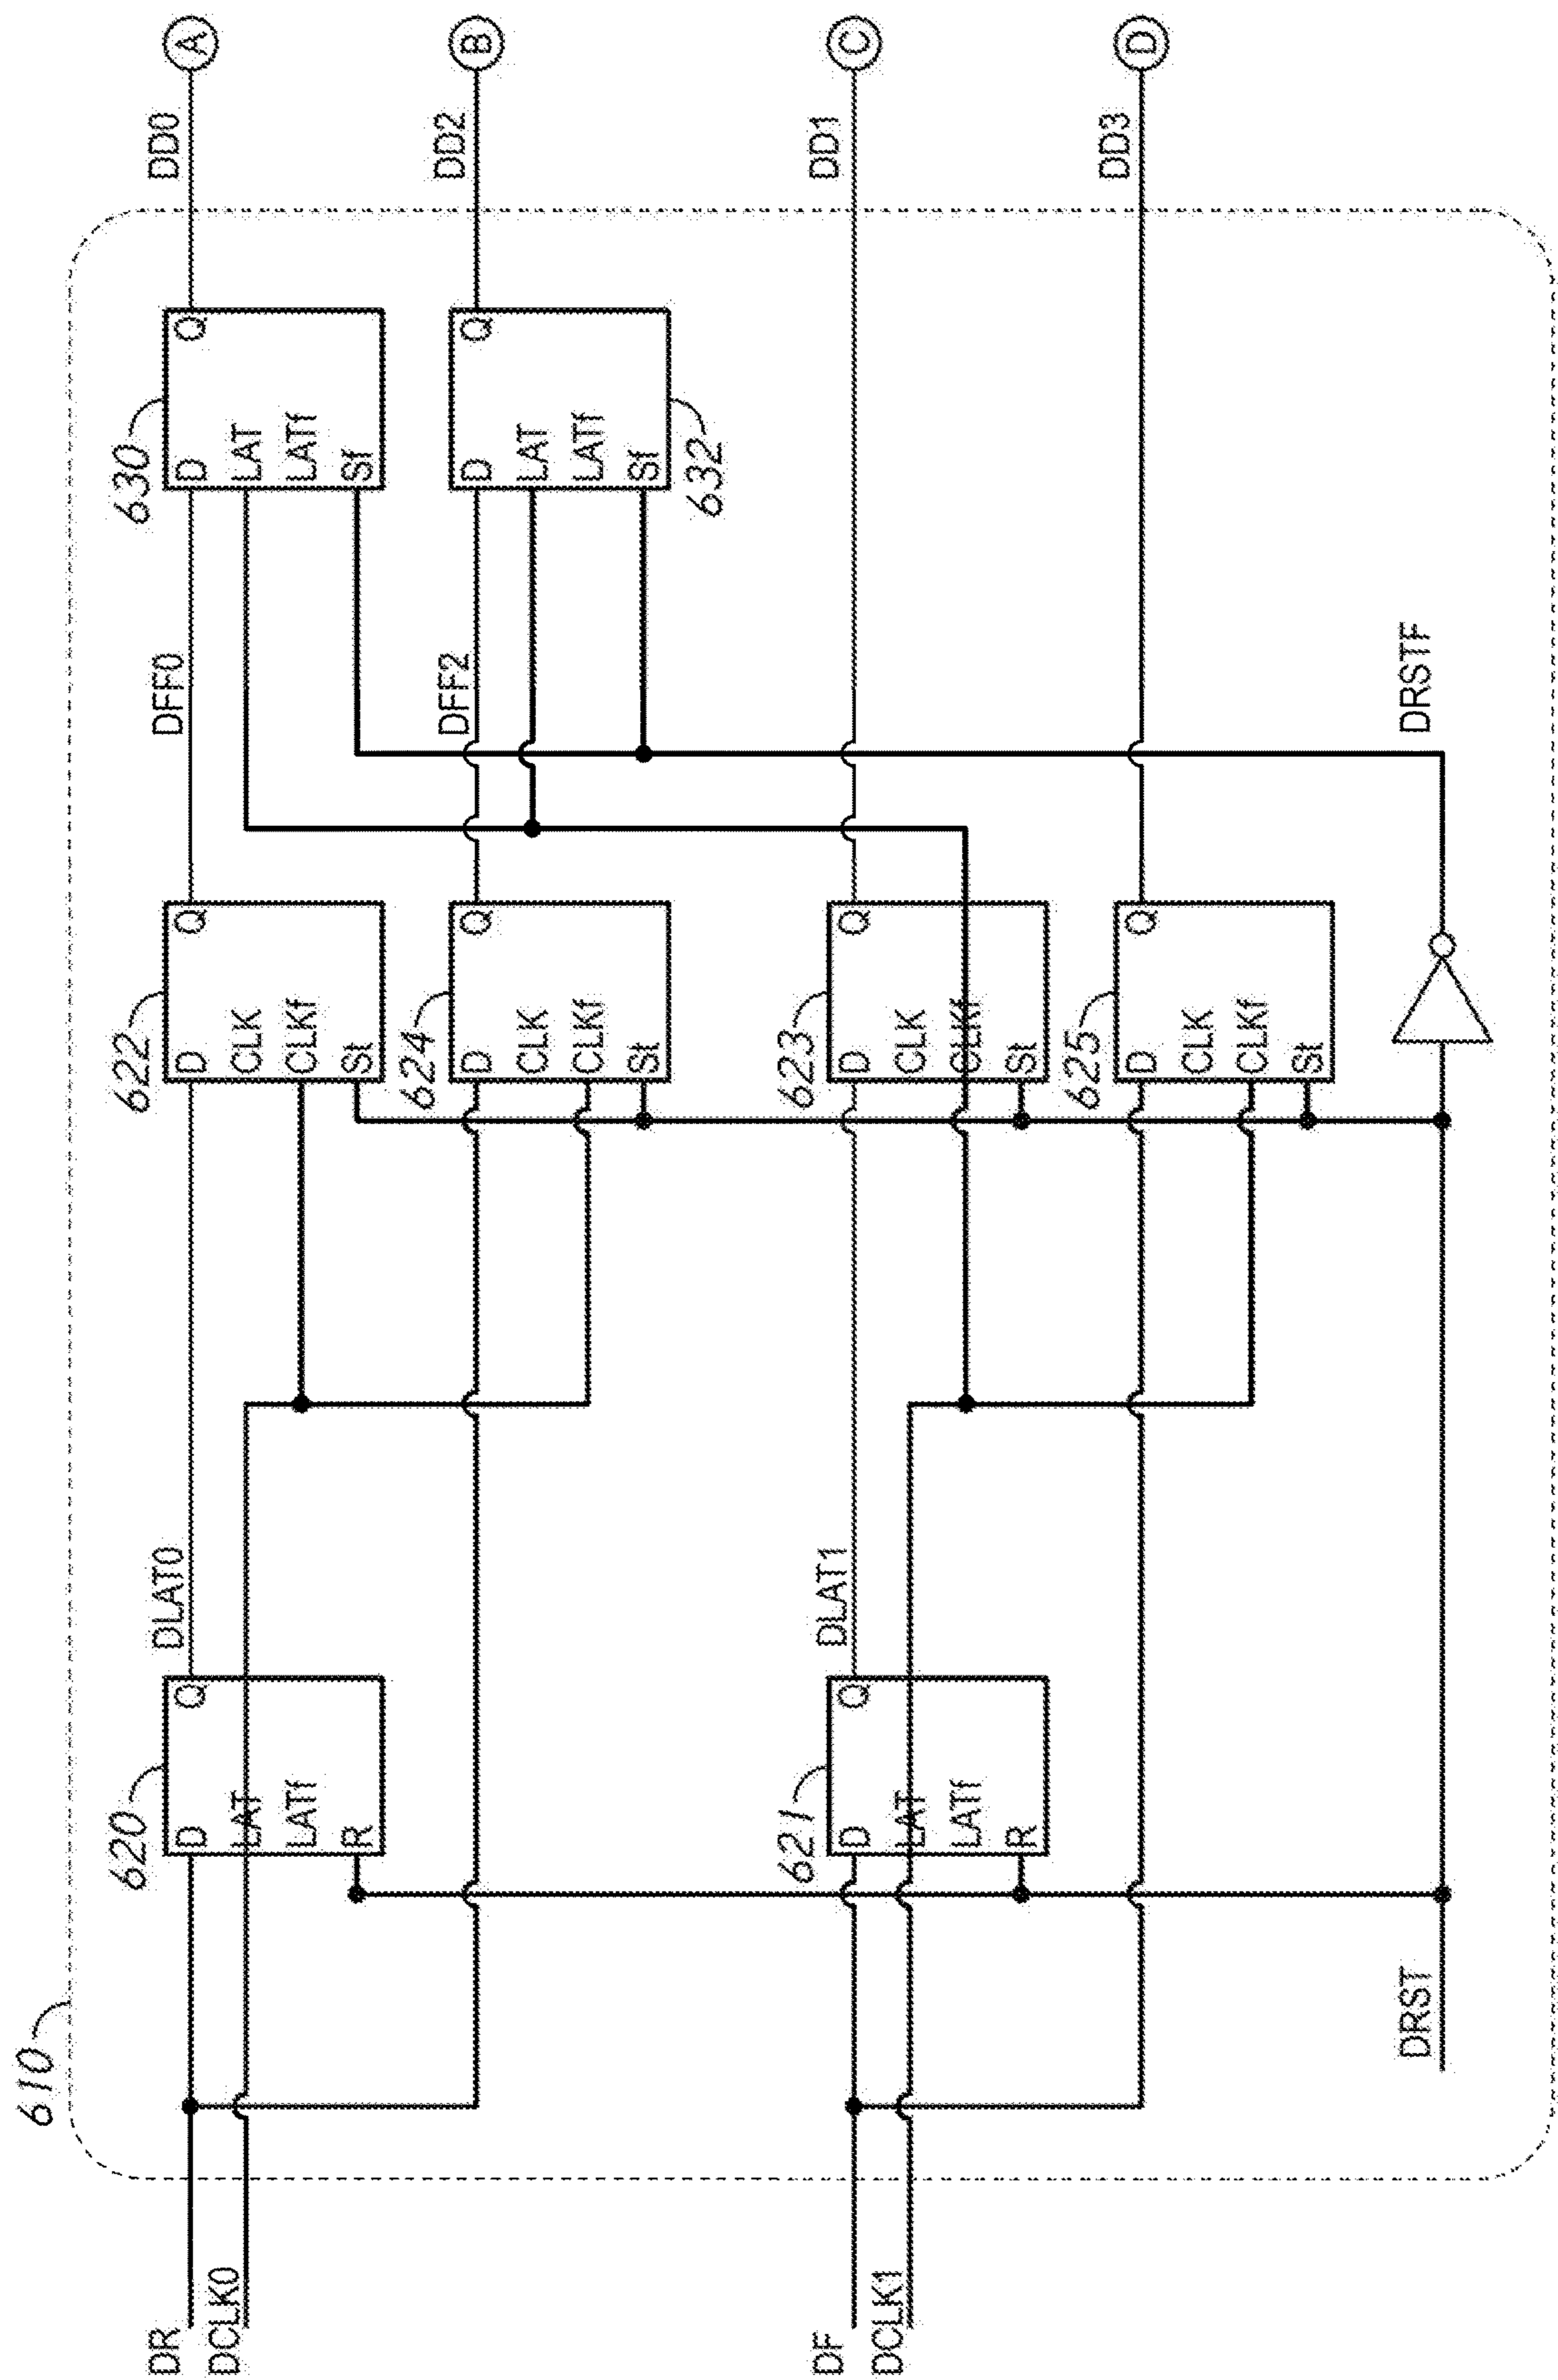 610
DR
DCLK0
DF
DCLK1
DRST
620
D
LAT
LATf
R
Q
DLAT0
621
D
LAT
LATf
R
Q
DLAT1
622
D
CLK
CLKf
St
Q
DFF0
624
D
CLK
CLKf
St
Q
DFF2
623
D
CLK
CLKf
St
Q
625
D
CLK
CLKf
St
Q
DRSTF
630
D
LAT
LATf
Sf
Q
632
D
LAT
LATf
Sf
Q
DD0
A
DD2
B
DD1
C
DD3
D